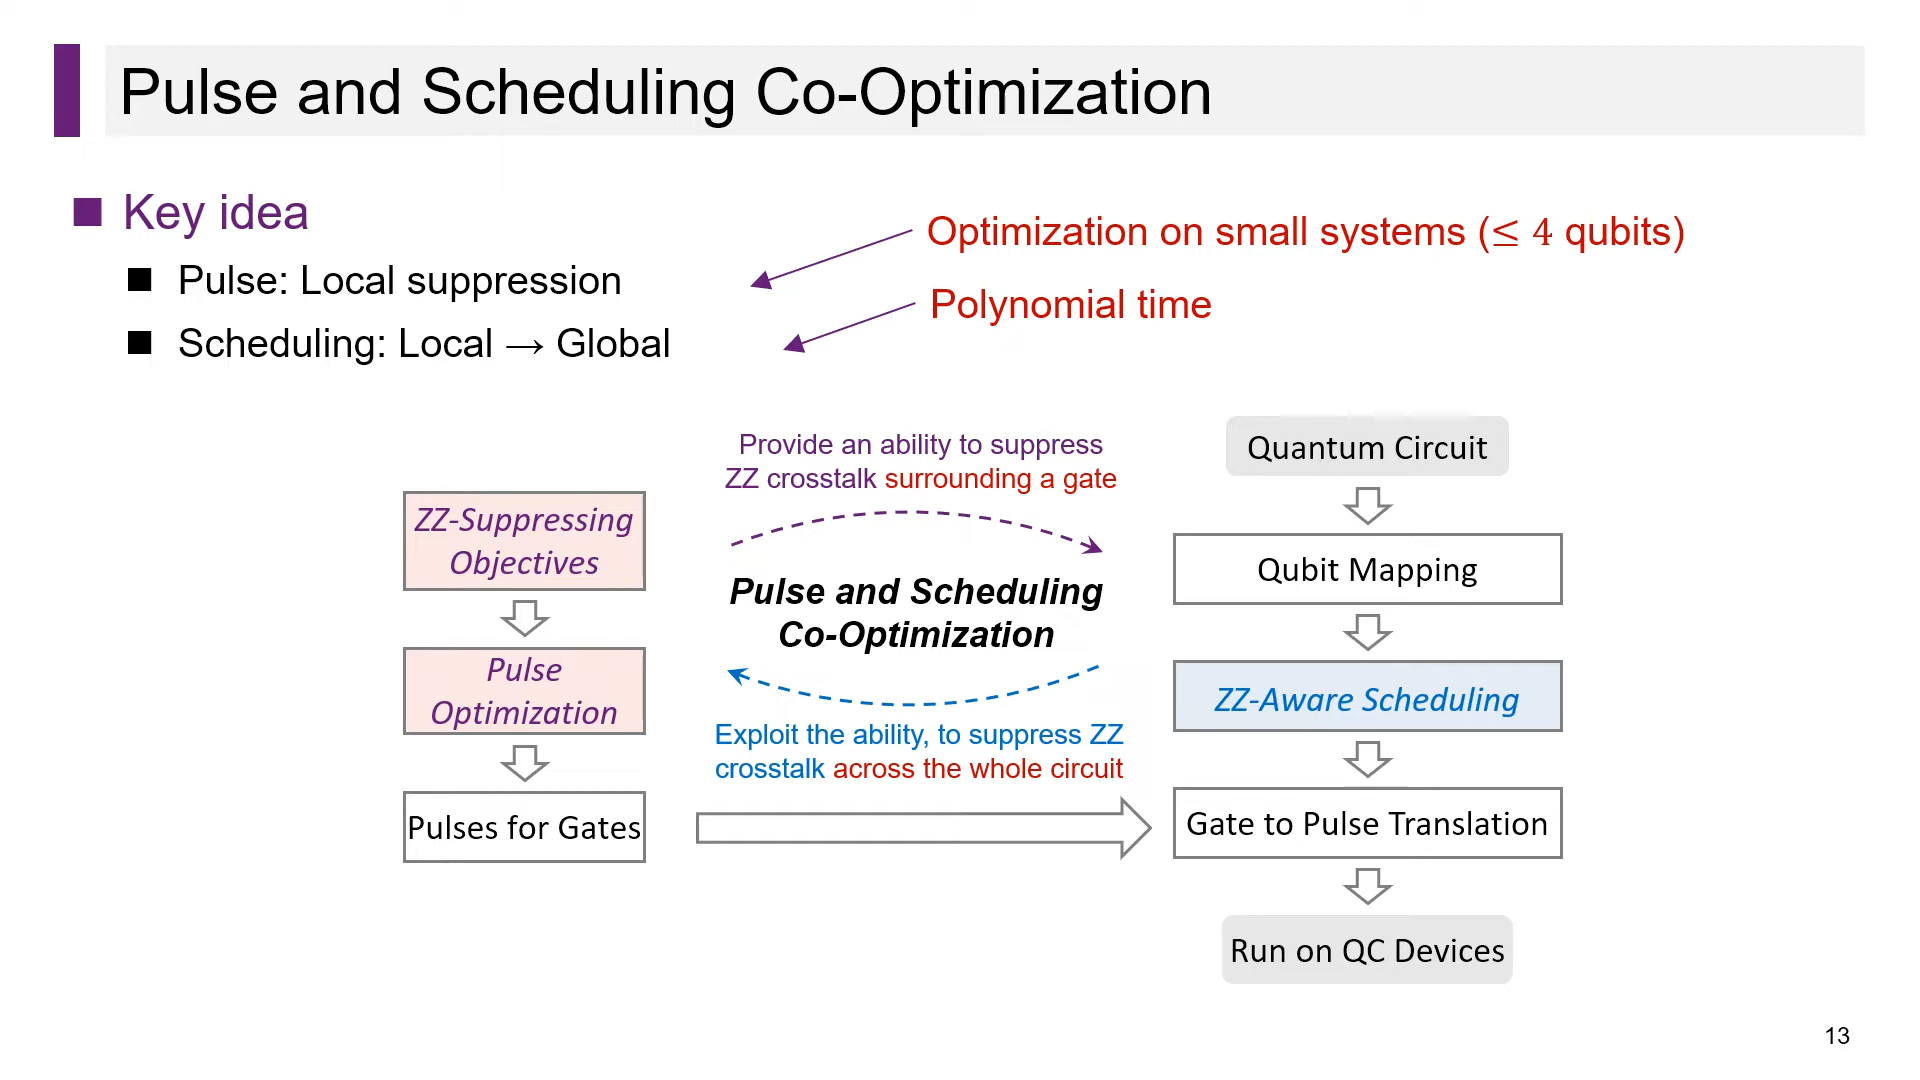 Pulse and Scheduling Co-Optimization
Key idea
Pulse: Local suppression
Scheduling: Local → Global
Optimization on small systems (≤ 4 qubits)
Polynomial time
ZZ-Suppressing
Objectives
Pulse
Optimization
Pulses for Gates
Provide an ability to suppress
ZZ crosstalk surrounding a gate
Pulse and Scheduling
Co-Optimization
Exploit the ability, to suppress ZZ
crosstalk across the whole circuit
Quantum Circuit
Qubit Mapping
ZZ-Aware Scheduling
Gate to Pulse Translation
Run on QC Devices
13